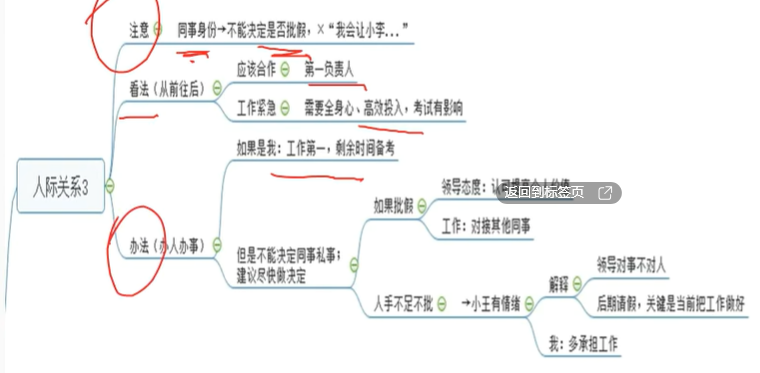 注意
同事身份→不能决定是否批假，×“我会让小李...”
看法（从前往后）
应该合作
第一负责人
工作紧急
需要全身心、高效投入，考试有影响
人际关系3
办法（办人办事）
如果是我：工作第一，剩余时间备考
但是不能决定同事私事；
建议尽快做决定
如果批假
领导态度：
返回到标签页
工作：对接其他同事
人手不足不批
→小王有情绪
解释
领导对事不对人
后期请假，关键是当前把工作做好
我：多承担工作